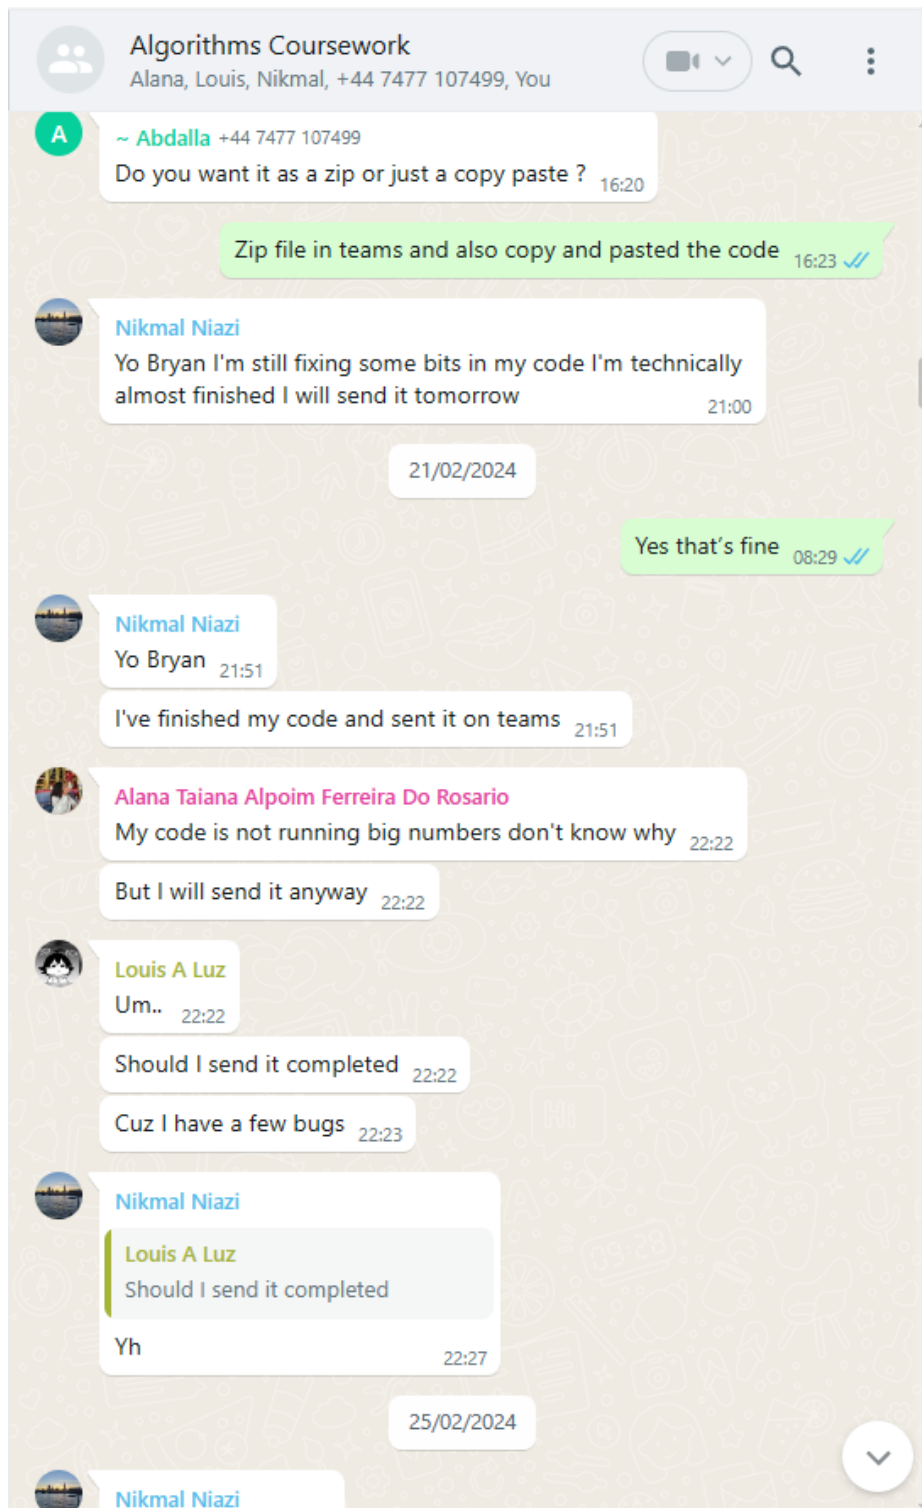 Algorithms Coursework
Alana, Louis, Nikmal, +44 7477 107499, You
A
~ Abdalla +44 7477 107499
Do you want it as a zip or just a copy paste ? 16:20
Zip file in teams and also copy and pasted the code 16:23
Nikmal Niazi
Yo Bryan I'm still fixing some bits in my code I'm technically
almost finished I will send it tomorrow
21:00
21/02/2024
Yes that's fine 08:29
Nikmal Niazi
Yo Bryan 21:51
I've finished my code and sent it on teams 21:51
Alana Taiana Alpoim Ferreira Do Rosario
My code is not running big numbers don't know why 22:22
But I will send it anyway 22:22
Louis A Luz
Um.. 22:22
Should I send it completed 22:22
Cuz I have a few bugs 22:23
Nikmal Niazi
Louis A Luz
Should I send it completed
Yh
22:27
25/02/2024
Nikmal Niazi